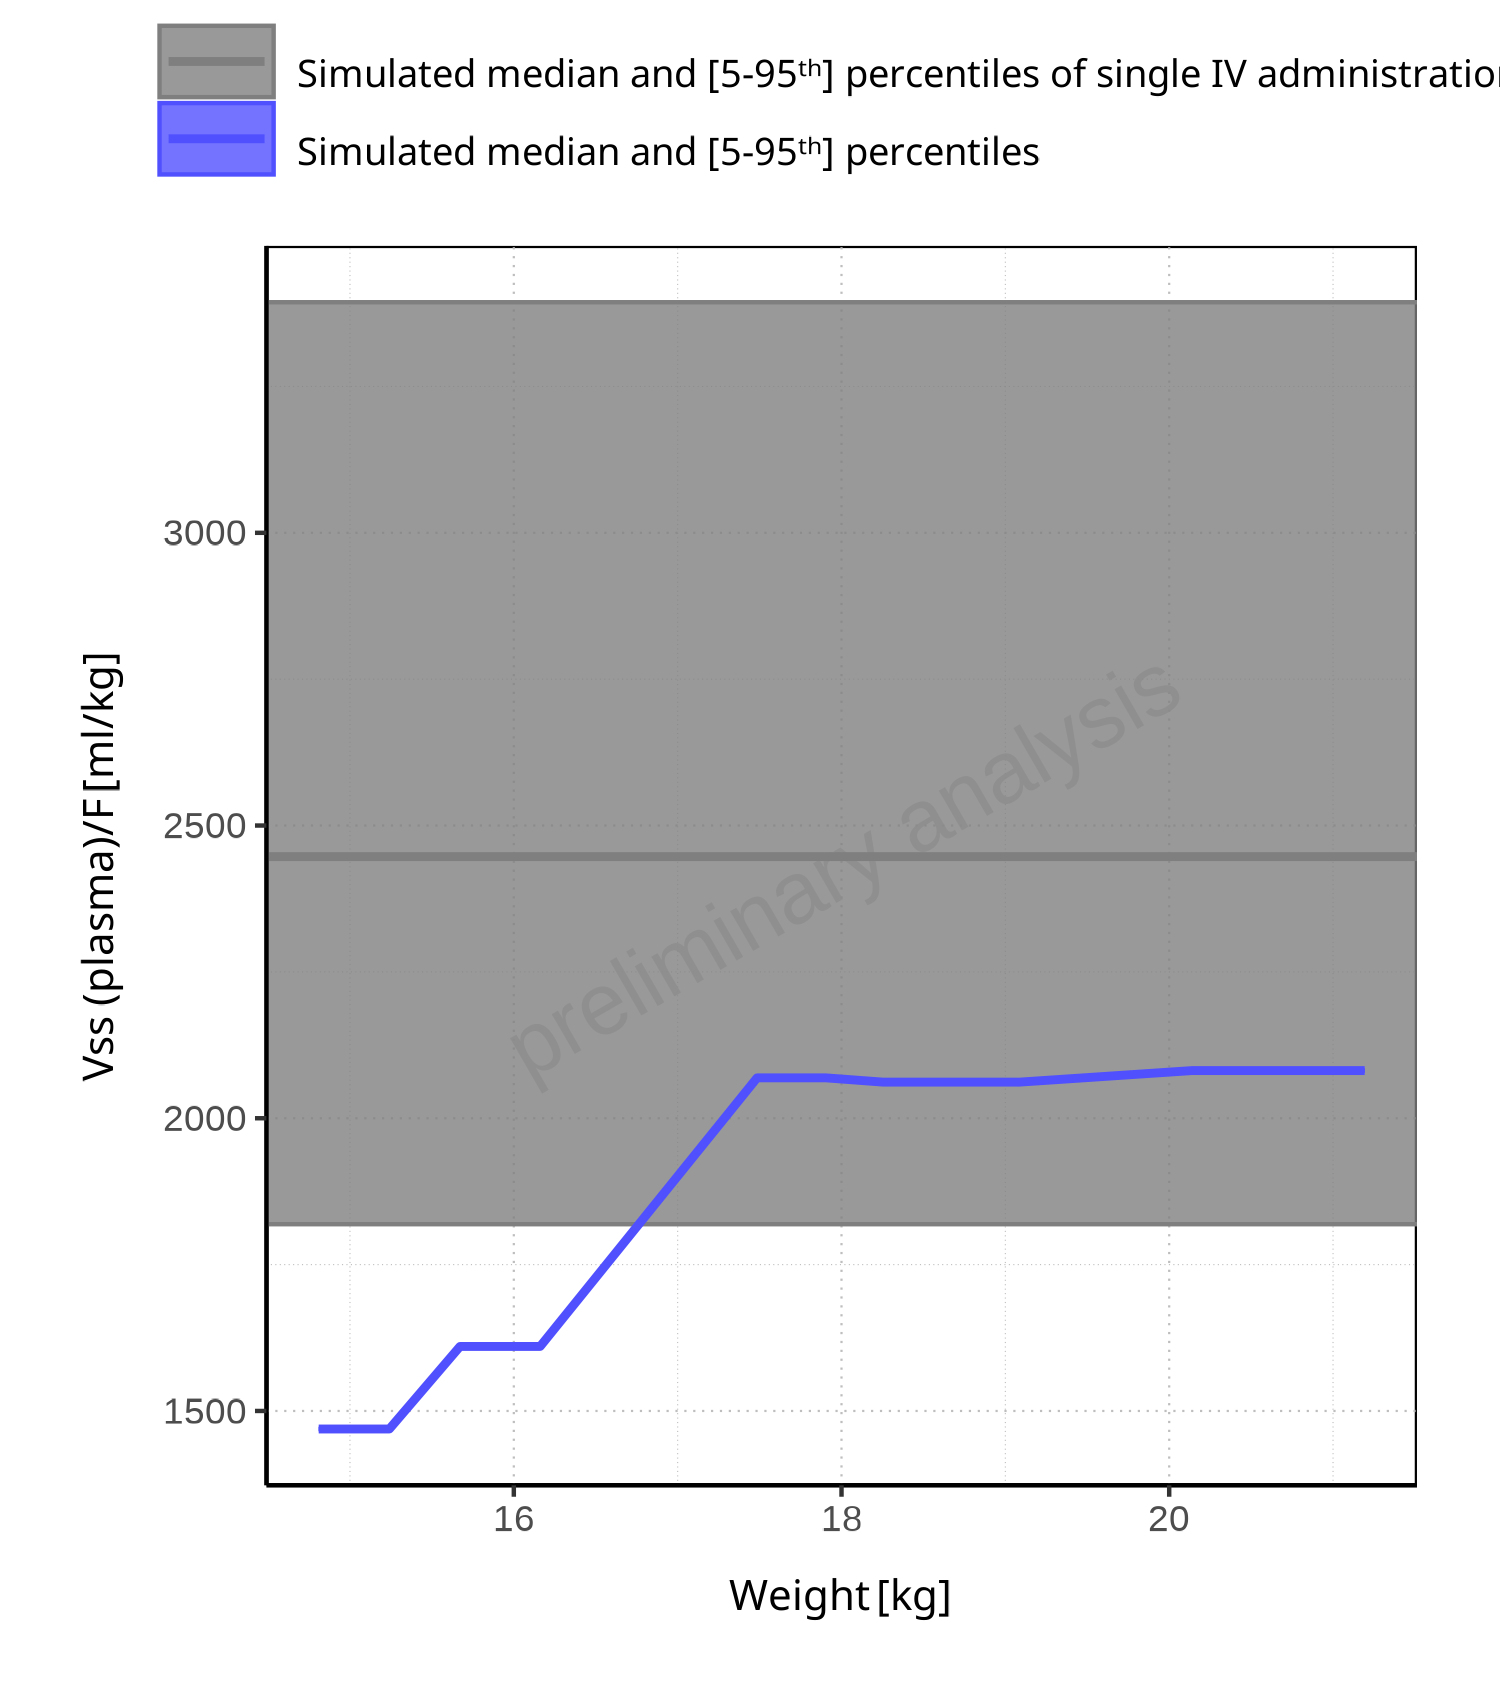 Simulated median and [5-95ᵗʰ] percentiles of single IV administration
Simulated median and [5-95ᵗʰ] percentiles
Vss (plasma)/F [ml/kg]
3000
2500
2000
1500
preliminary analysis
16 18 20
Weight [kg]